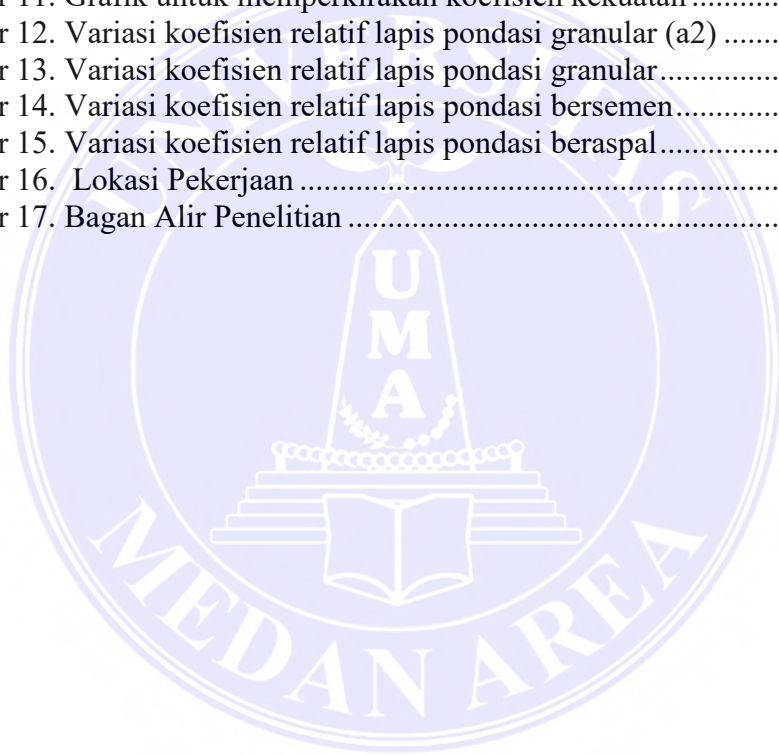 r 11. Grafik untuk memperkirakan koefisien kekuatan............
r 12. Variasi koefisien relatif lapis pondasi granular (a2) .......
r 13. Variasi koefisien relatif lapis pondasi granular...............
r 14. Variasi koefisien relatif lapis pondasi bersemen.............
r 15. Variasi koefisien relatif lapis pondasi beraspal...............
r 16.  Lokasi Pekerjaan ............................................................
r 17. Bagan Alir Penelitian ......................................................
UNIVERSITAS
UMA
MEDAN AREA